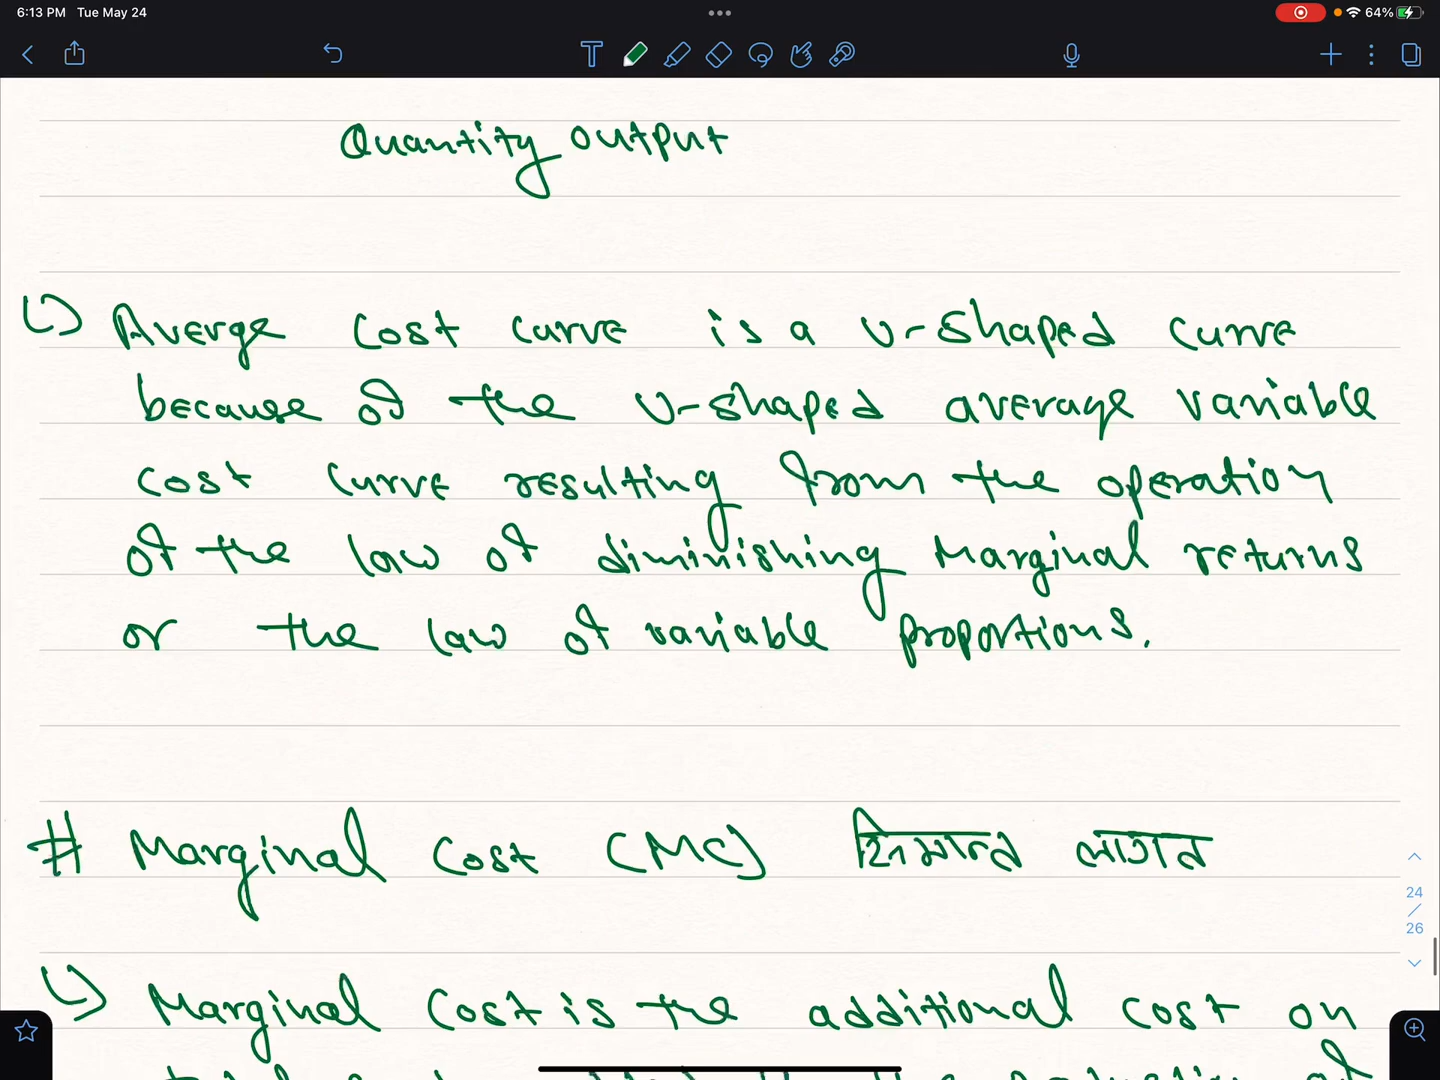 6:13 PM Tue May 24
64%
Quantity output
Averge cost curve is a U-shaped curve
because of the U-shaped average variable
cost curve resulting from the operation
of the law of diminishing Marginal returns
or the law of variable proportions.
# Marginal Cost (MC) सिमान्त लागत
24
/
26
Marginal Cost is the additional cost on